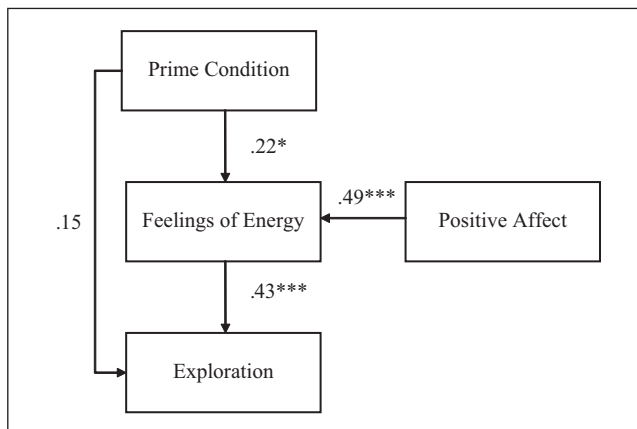 Prime Condition
.22*
.49***
Feelings of Energy
Positive Affect
.15
.43***
Exploration